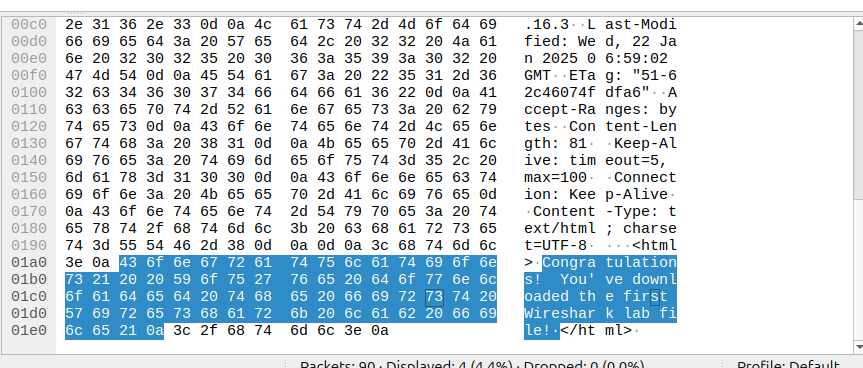 00c0 2e 31 36 2e 33 0d 0a 4c 61 73 74 2d 4d 6f 64 69 .16.3··L ast-Modi
00d0 66 69 65 64 3a 20 57 65 64 2c 20 32 32 20 4a 61 fied: We d, 22 Ja
00e0 6e 20 32 30 32 35 20 30 36 3a 35 39 3a 30 32 20 n 2025 0 6:59:02 
00f0 47 4d 54 0d 0a 45 54 61 67 3a 20 22 35 31 2d 36 GMT··ETa g: "51-6
0100 32 63 34 36 30 37 34 66 64 66 61 36 22 0d 0a 41 2c46074f dfa6"··A
0110 63 63 65 70 74 2d 52 61 6e 67 65 73 3a 20 62 79 ccept-Ra nges: by
0120 74 65 73 0d 0a 43 6f 6e 74 65 6e 74 2d 4c 65 6e tes··Con tent-Len
0130 67 74 68 3a 20 38 31 0d 0a 4b 65 65 70 2d 41 6c gth: 81· ·Keep-Al
0140 69 76 65 3a 20 74 69 6d 65 6f 75 74 3d 35 2c 20 ive: tim eout=5, 
0150 6d 61 78 3d 31 30 30 0d 0a 43 6f 6e 6e 65 63 74 max=100· ·Connect
0160 69 6f 6e 3a 20 4b 65 65 70 2d 41 6c 69 76 65 0d ion: Kee p-Alive·
0170 0a 43 6f 6e 74 65 6e 74 2d 54 79 70 65 3a 20 74 ·Content -Type: t
0180 65 78 74 2f 68 74 6d 6c 3b 20 63 68 61 72 73 65 ext/html ; charse
0190 74 3d 55 54 46 2d 38 0d 0a 0d 0a 3c 68 74 6d 6c t=UTF-8· ···<html
01a0 3e 0a 43 6f 6e 67 72 61 74 75 6c 61 74 69 6f 6e >·Congra tulation
01b0 73 21 20 20 59 6f 75 27 76 65 20 64 6f 77 6e 6c s!  You' ve downl
01c0 6f 61 64 65 64 20 74 68 65 20 66 69 72 73 74 20 oaded th e first 
01d0 57 69 72 65 73 68 61 72 6b 20 6c 61 62 20 66 69 Wireshar k lab fi
01e0 6c 65 21 0a 3c 2f 68 74 6d 6c 3e 0a le!·</ht ml>·
Packets: 90 · Displayed: 4 (4.4%) · Dropped: 0 (0.0%) Profile: Default